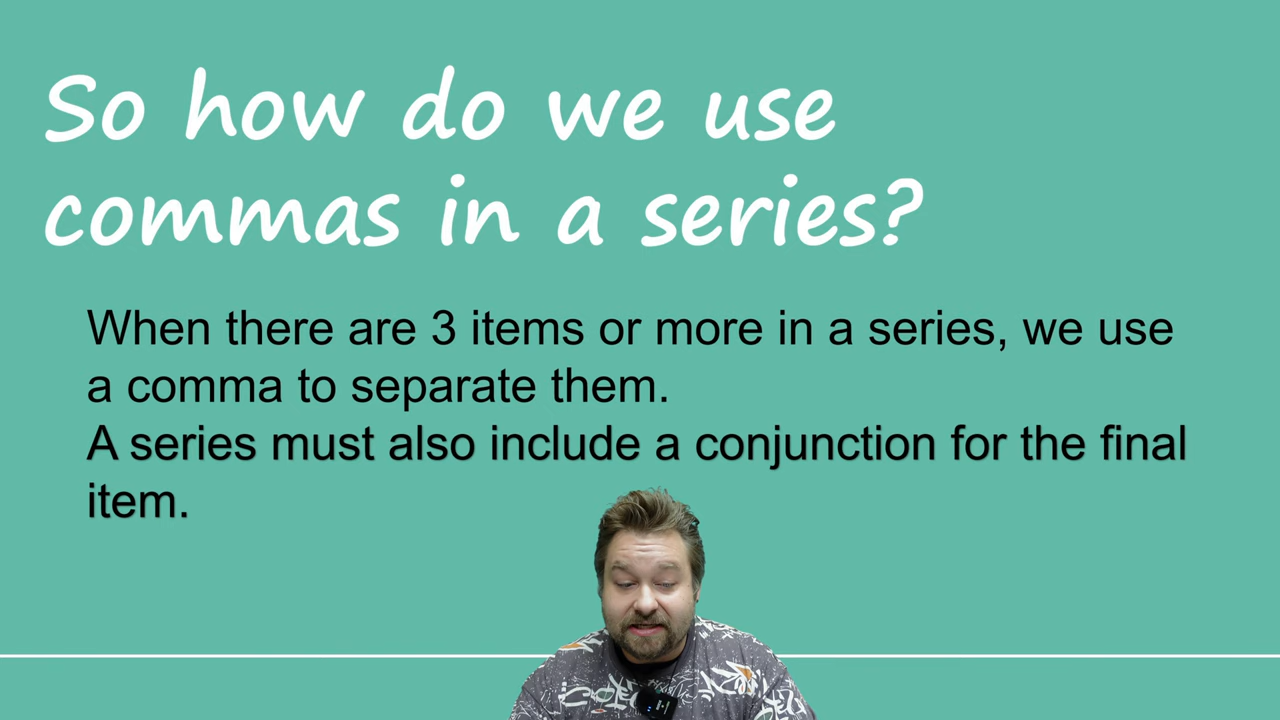 So how do we use
commas in a series?
When there are 3 items or more in a series, we use
a comma to separate them.
A series must also include a conjunction for the final
item.